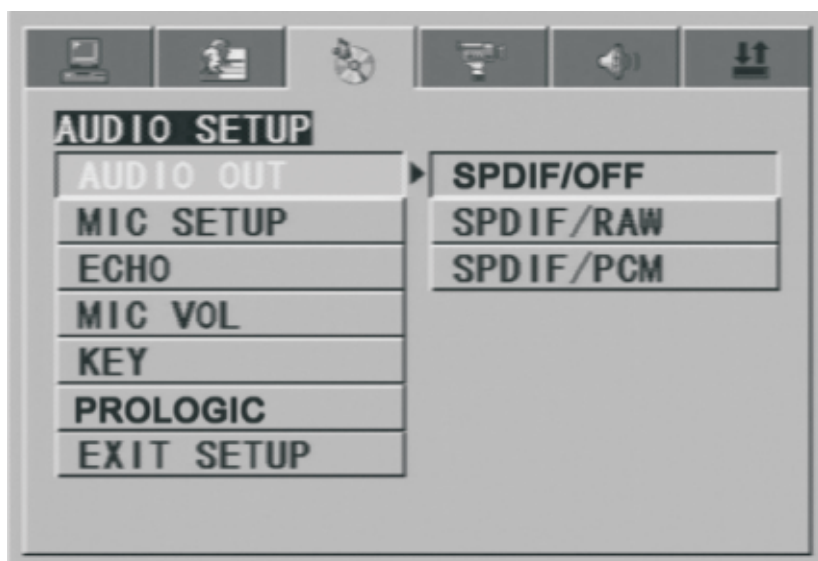 AUDIO SETUP
AUDIO OUT
MIC SETUP
ECHO
MIC VOL
KEY
PROLOGIC
EXIT SETUP
SPDIF/OFF
SPDIF/RAW
SPDIF/PCM